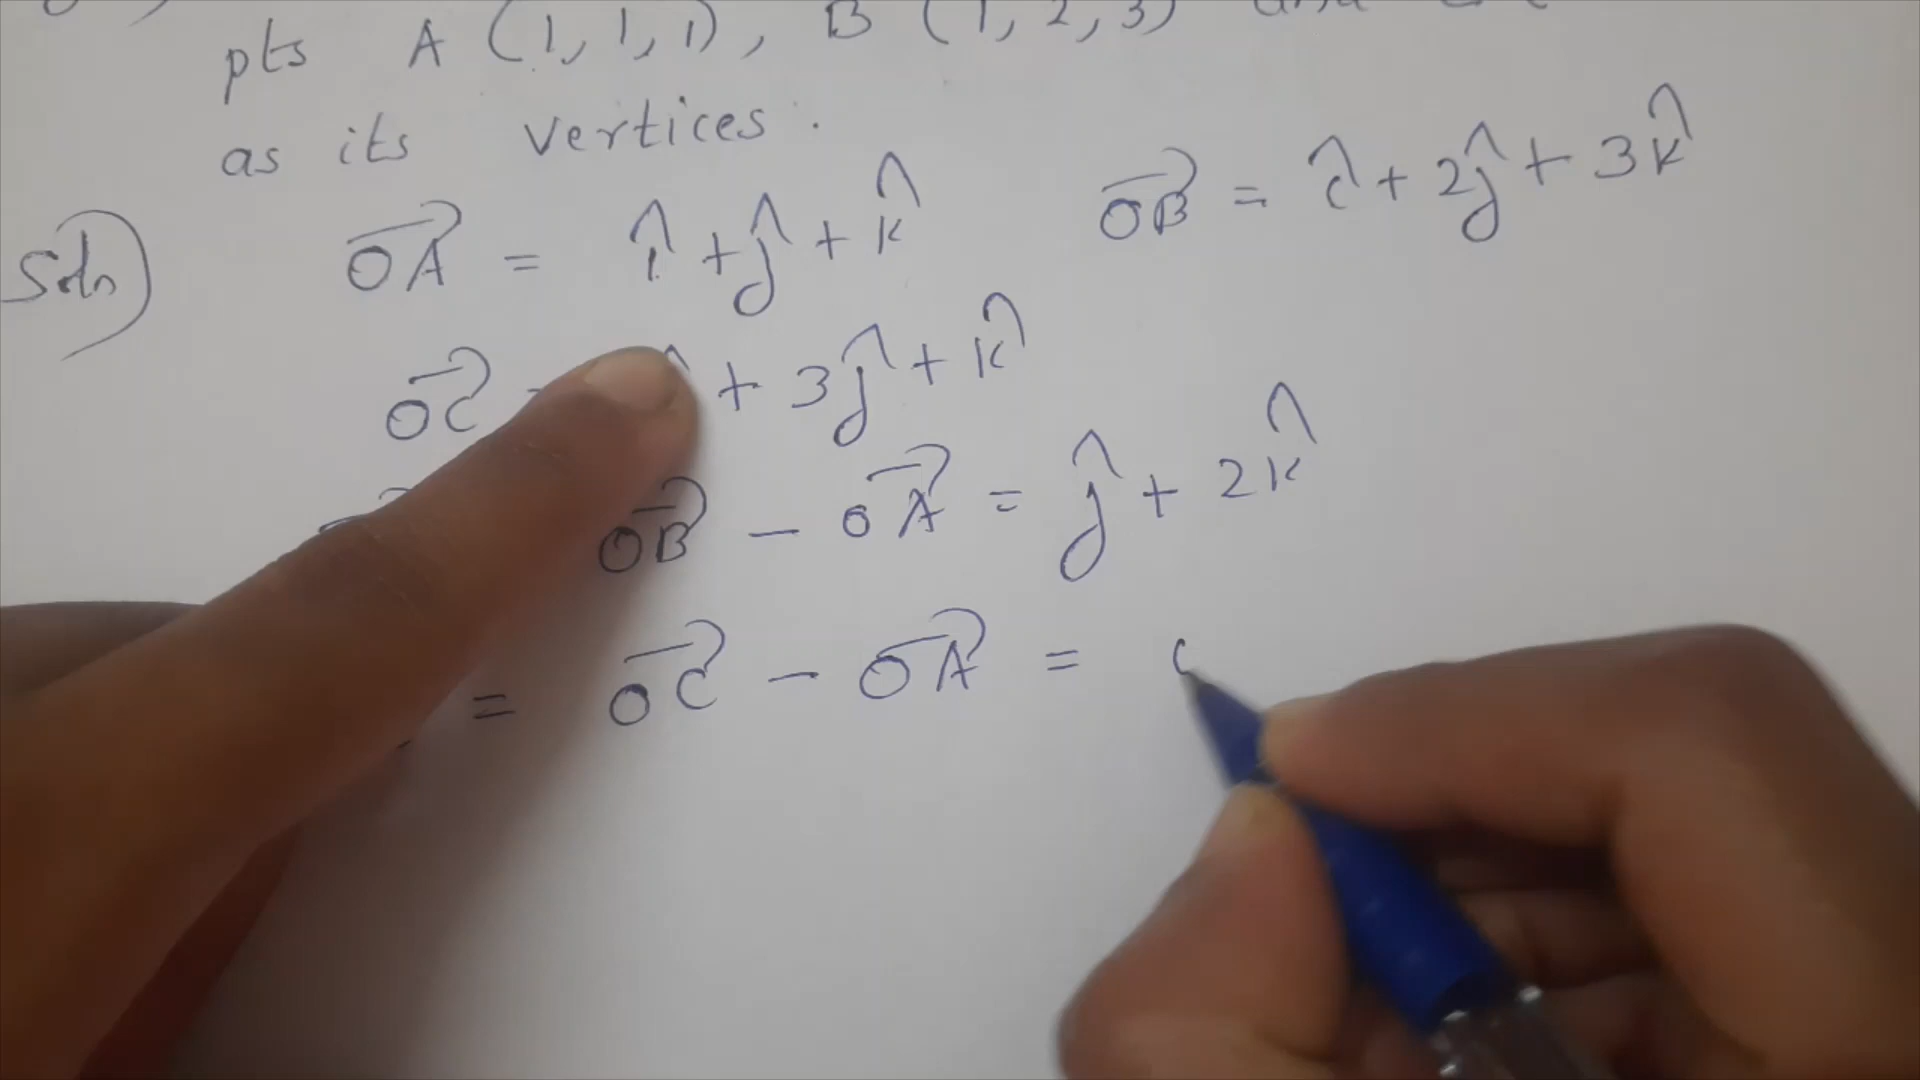 pts A (1, 1, 1), B (1, 2, 3)
as its vertices.
Soln) OA⃗ = î + ĵ + k̂ OB⃗ = î + 2ĵ + 3k̂
OC⃗ + 3ĵ + k̂
OB⃗ - OA⃗ = ĵ + 2k̂
= OC⃗ - OA⃗ =